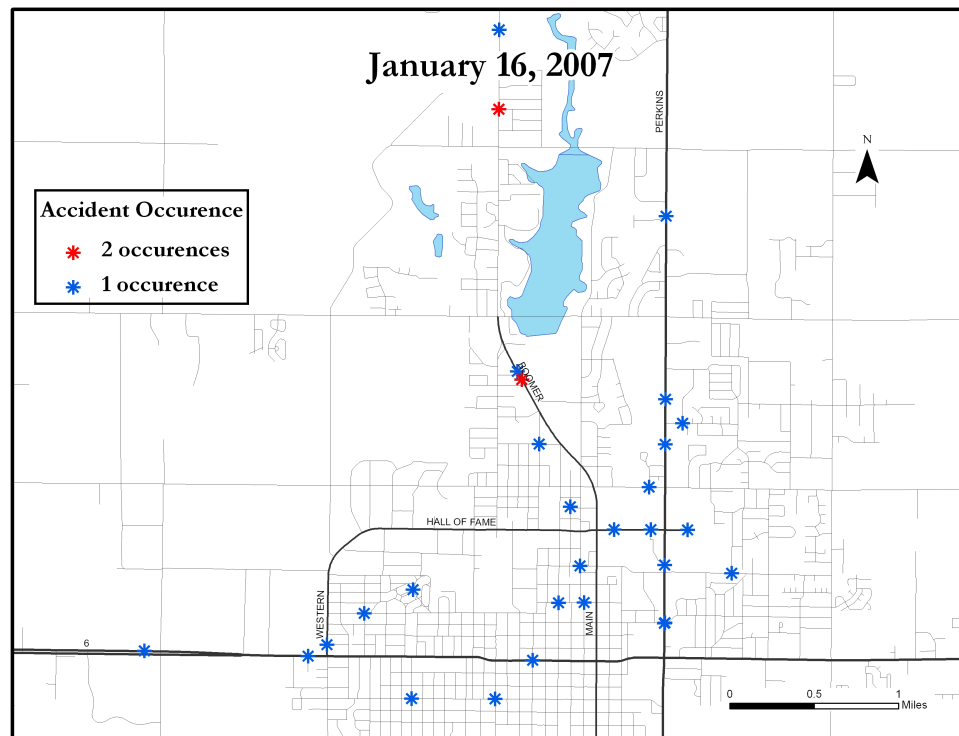 January 16, 2007
PERKINS
N
Accident Occurence
2 occurences
1 occurence
BOOMER
HALL OF FAME
WESTERN
MAIN
6
0 0.5 1
Miles